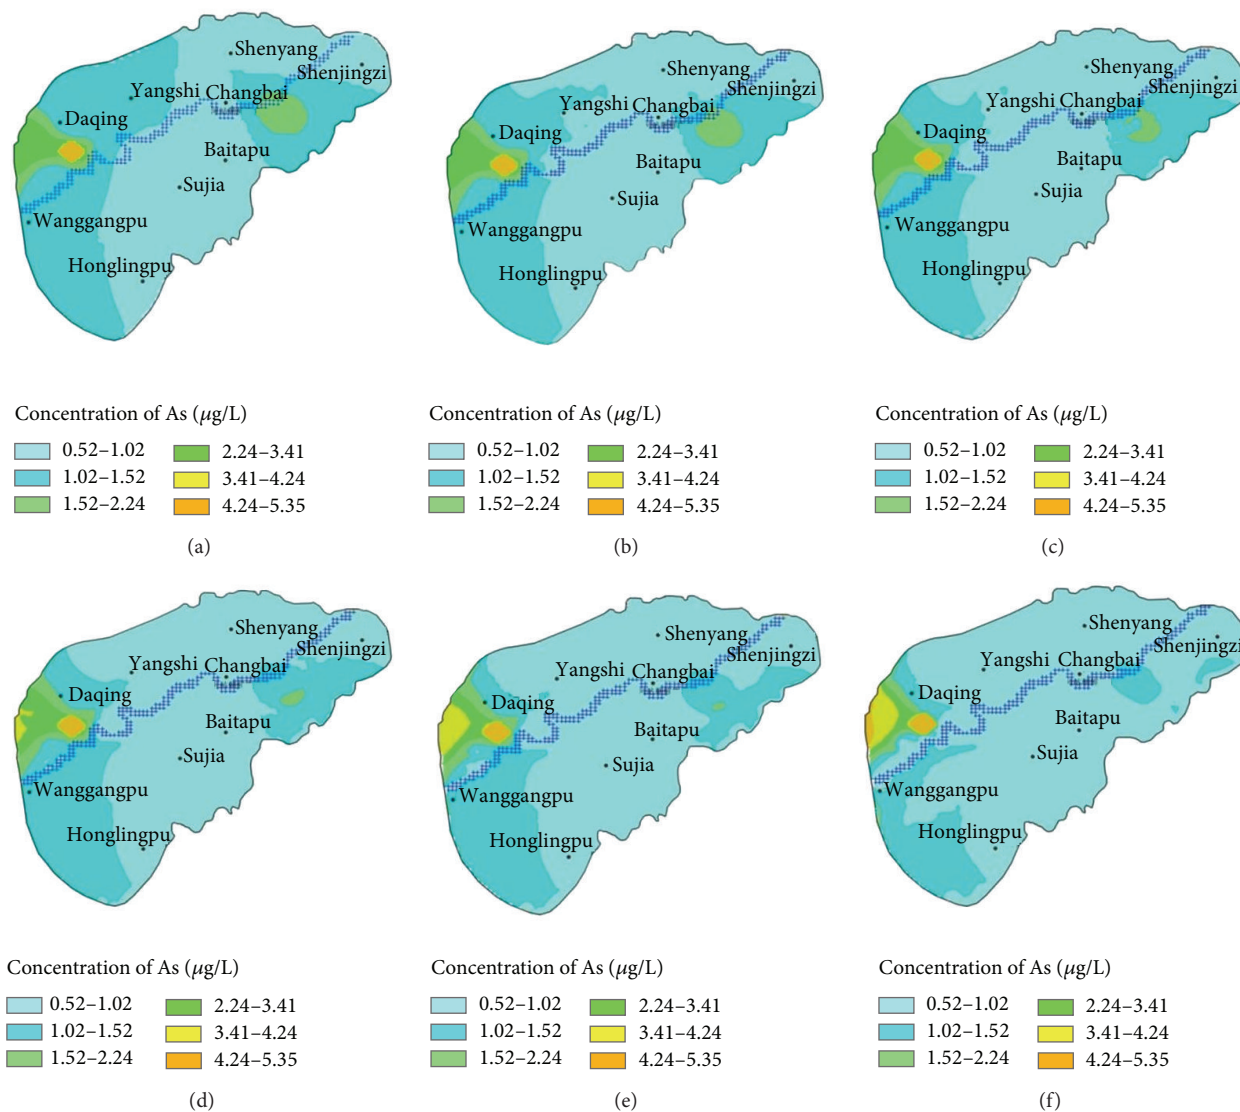 Shenyang
Shenjingzi
Yangshi
Changbai
Daqing
Baitapu
Sujia
Wanggangpu
Honglingpu
Concentration of As (μg/L)
0.52–1.02
2.24–3.41
1.02–1.52
3.41–4.24
1.52–2.24
4.24–5.35
(a)
Shenyang
Shenjingzi
Yangshi
Changbai
Daqing
Baitapu
Sujia
Wanggangpu
Honglingpu
Concentration of As (μg/L)
0.52–1.02
2.24–3.41
1.02–1.52
3.41–4.24
1.52–2.24
4.24–5.35
(b)
Shenyang
Shenjingzi
Yangshi
Changbai
Daqing
Baitapu
Sujia
Wanggangpu
Honglingpu
Concentration of As (μg/L)
0.52–1.02
2.24–3.41
1.02–1.52
3.41–4.24
1.52–2.24
4.24–5.35
(c)
Shenyang
Shenjingzi
Yangshi
Changbai
Daqing
Baitapu
Sujia
Wanggangpu
Honglingpu
Concentration of As (μg/L)
0.52–1.02
2.24–3.41
1.02–1.52
3.41–4.24
1.52–2.24
4.24–5.35
(d)
Shenyang
Shenjingzi
Yangshi
Changbai
Daqing
Baitapu
Sujia
Wanggangpu
Honglingpu
Concentration of As (μg/L)
0.52–1.02
2.24–3.41
1.02–1.52
3.41–4.24
1.52–2.24
4.24–5.35
(e)
Shenyang
Shenjingzi
Yangshi
Changbai
Daqing
Baitapu
Sujia
Wanggangpu
Honglingpu
Concentration of As (μg/L)
0.52–1.02
2.24–3.41
1.02–1.52
3.41–4.24
1.52–2.24
4.24–5.35
(f)